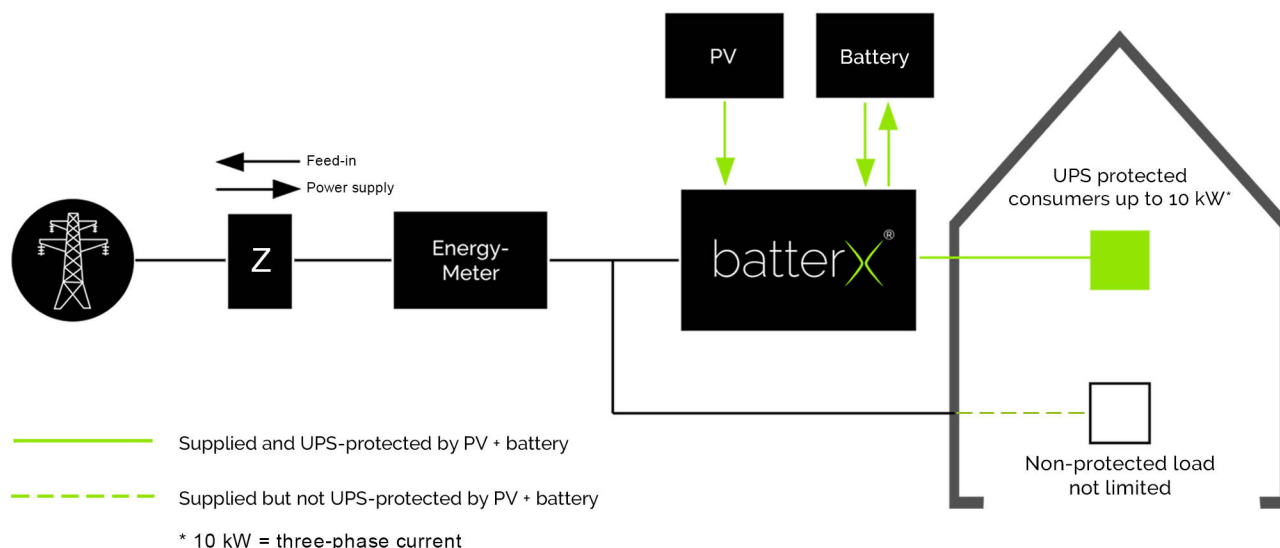 PV
Battery
Feed-in
Power supply
UPS protected
consumers up to 10 kW*
Z
Energy-
Meter
batterX®
Supplied and UPS-protected by PV + battery
Non-protected load
not limited
Supplied but not UPS-protected by PV + battery
* 10 kW = three-phase current